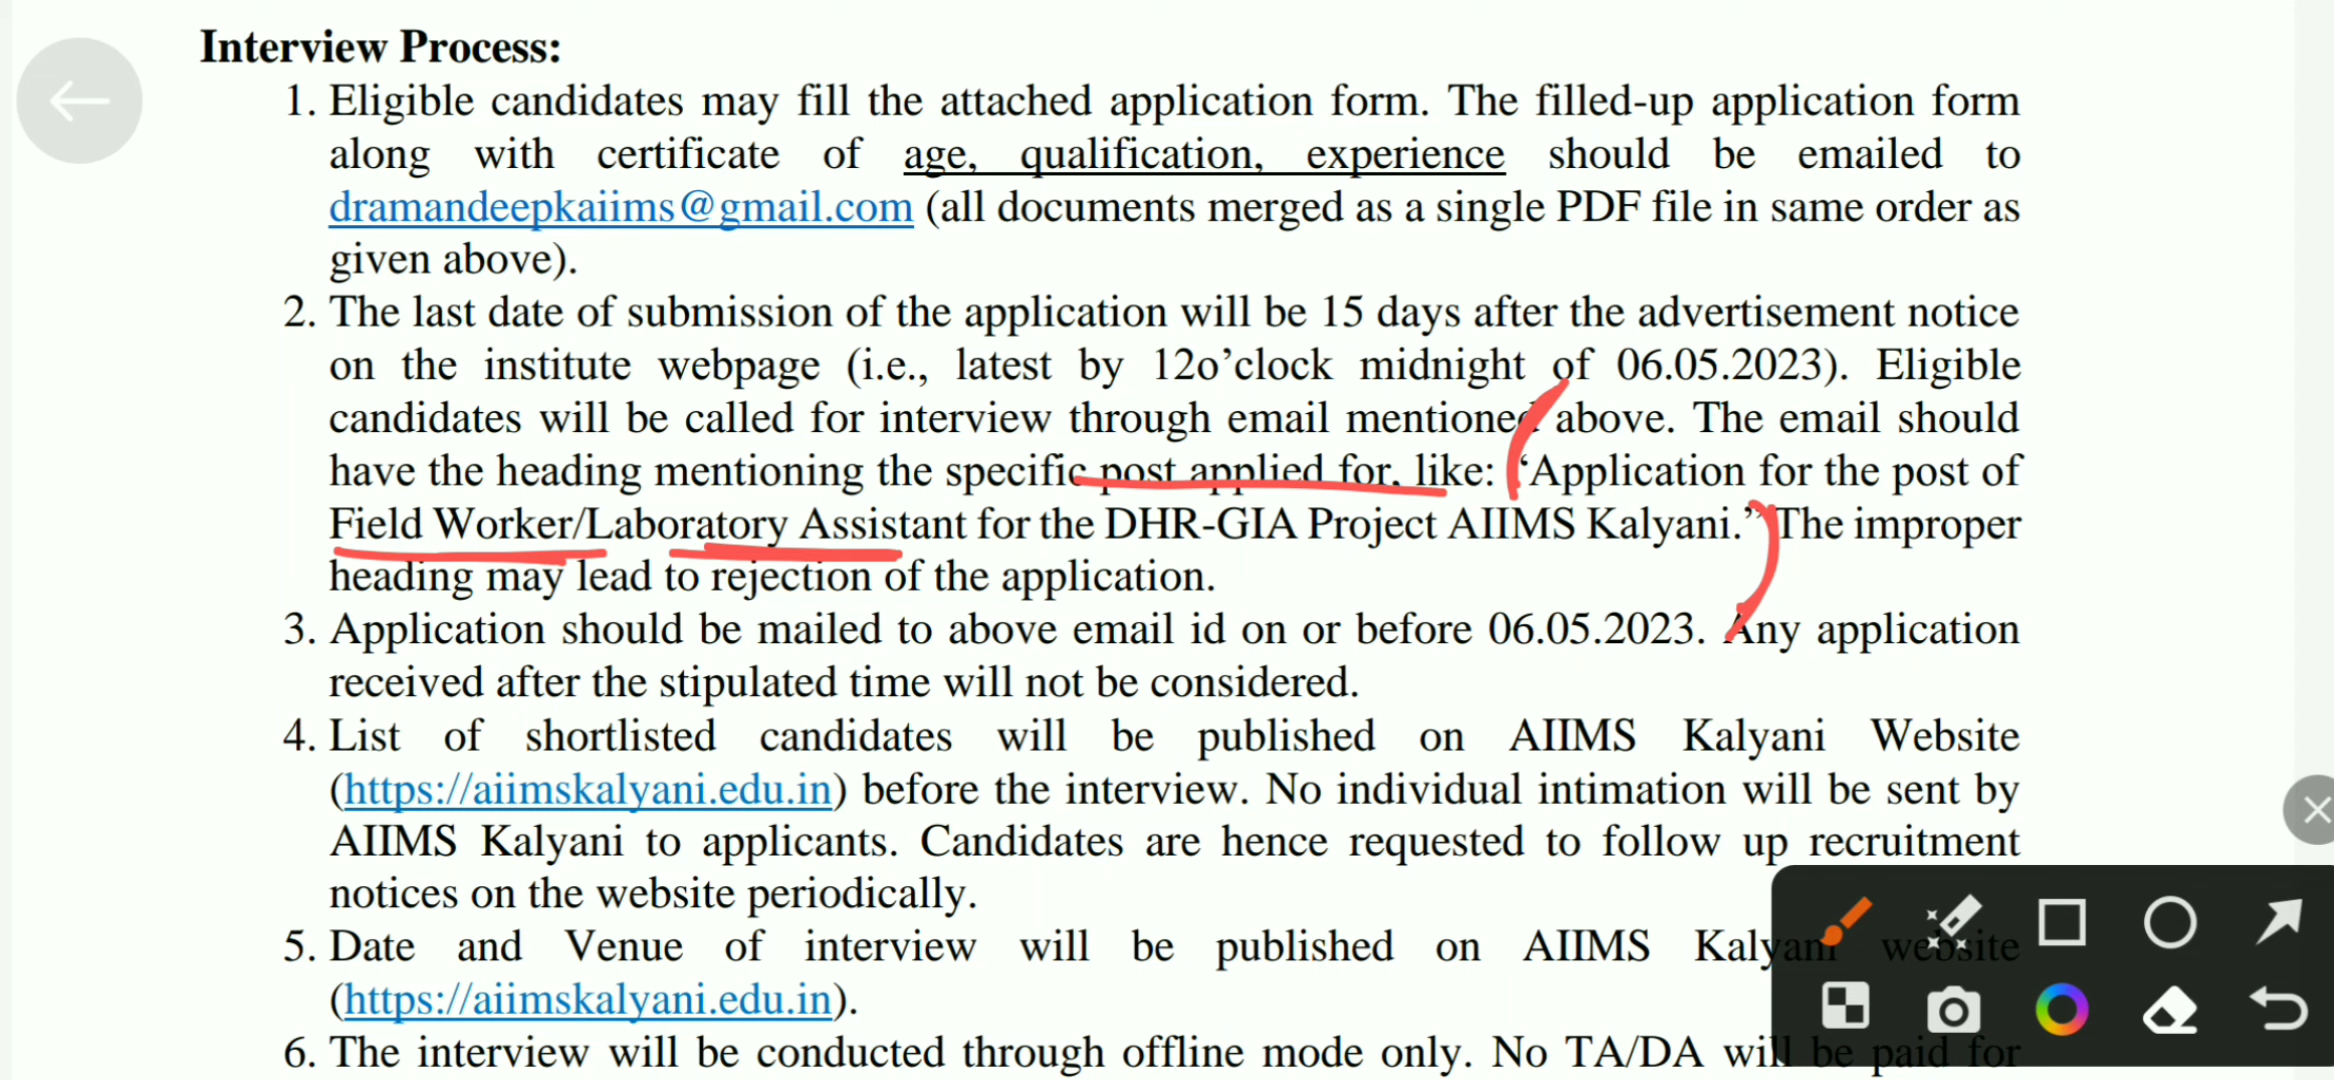 Interview Process:
1. Eligible candidates may fill the attached application form. The filled-up application form
along with certificate of age, qualification, experience should be emailed to
dramandeepkaiims@gmail.com (all documents merged as a single PDF file in same order as
given above).
2. The last date of submission of the application will be 15 days after the advertisement notice
on the institute webpage (i.e., latest by 12o’clock midnight of 06.05.2023). Eligible
candidates will be called for interview through email mentioned above. The email should
have the heading mentioning the specific post applied for, like: “Application for the post of
Field Worker/Laboratory Assistant for the DHR-GIA Project AIIMS Kalyani.” The improper
heading may lead to rejection of the application.
3. Application should be mailed to above email id on or before 06.05.2023. Any application
received after the stipulated time will not be considered.
4. List of shortlisted candidates will be published on AIIMS Kalyani Website
(https://aiimskalyani.edu.in) before the interview. No individual intimation will be sent by
AIIMS Kalyani to applicants. Candidates are hence requested to follow up recruitment
notices on the website periodically.
5. Date and Venue of interview will be published on AIIMS Kalyani website
(https://aiimskalyani.edu.in).
6. The interview will be conducted through offline mode only. No TA/DA will be paid for